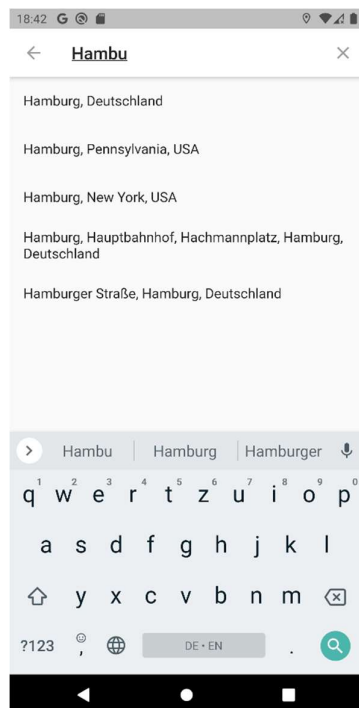 18:42 G
Hambu
Hamburg, Deutschland
Hamburg, Pennsylvania, USA
Hamburg, New York, USA
Hamburg, Hauptbahnhof, Hachmannplatz, Hamburg,
Deutschland
Hamburger Straße, Hamburg, Deutschland
Hambu Hamburg Hamburger
1 2 3 4 5 6 7 8 9 0
q w e r t z u i o p
a s d f g h j k l
y x c v b n m
?123 , DE • EN .